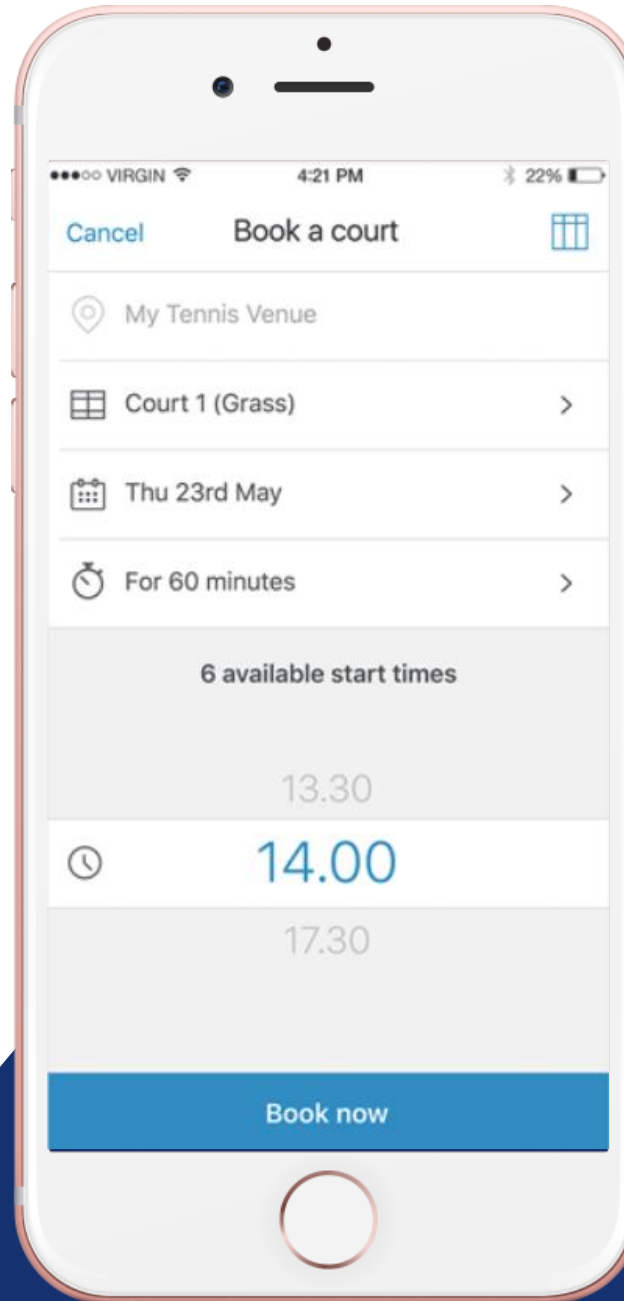 VIRGIN 4:21 PM 22%
Cancel Book a court
My Tennis Venue
Court 1 (Grass) >
Thu 23rd May >
For 60 minutes >
6 available start times
13.30
14.00
17.30
Book now